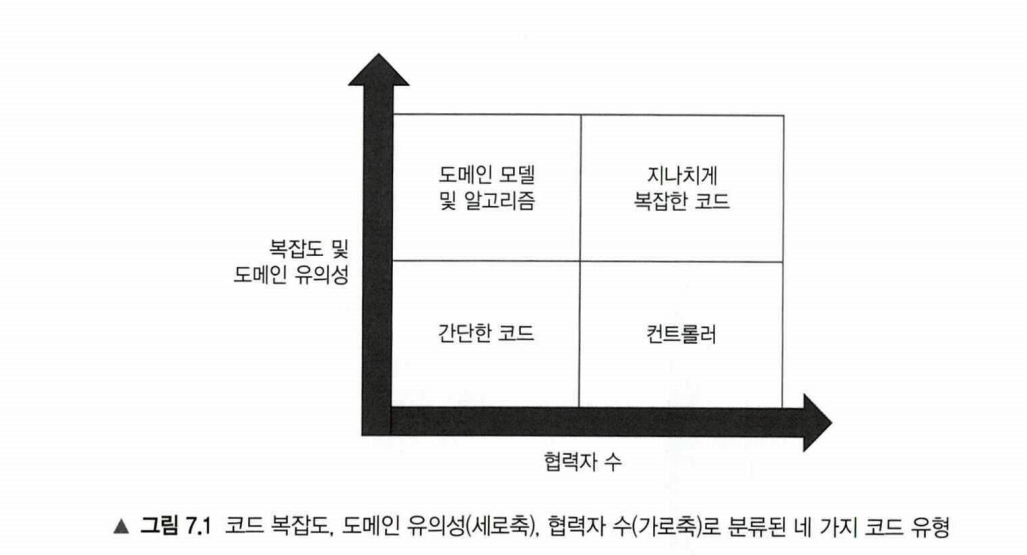 도메인 모델
및 알고리즘
지나치게
복잡한 코드
복잡도 및
도메인 유의성
간단한 코드
컨트롤러
협력자 수
▲ 그림 7.1 코드 복잡도, 도메인 유의성(세로축), 협력자 수(가로축)로 분류된 네 가지 코드 유형